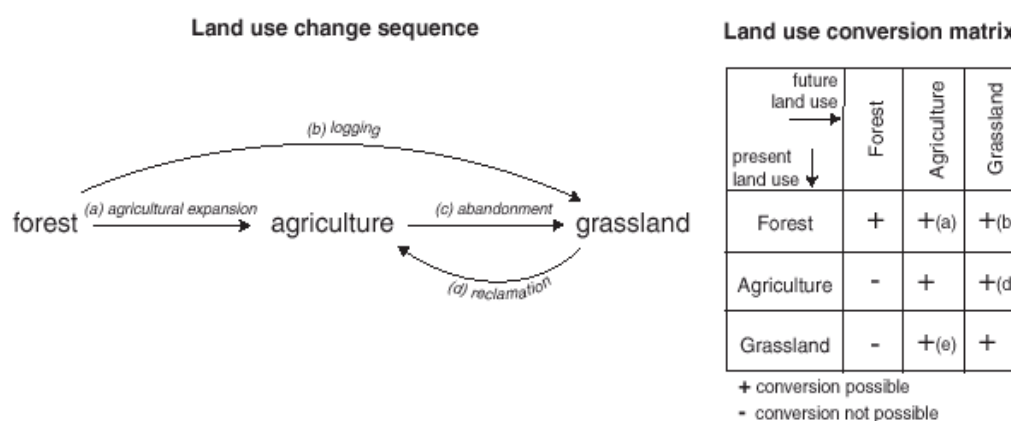 Land use change sequence
(b) logging
forest
(a) agricultural expansion
agriculture
(c) abandonment
grassland
(d) reclamation
Land use conversion matrix
future
land use
present
land use
Forest
Agriculture
Grassland
Forest + +(a) +(b
Agriculture - + +(d
Grassland - +(e) +
+ conversion possible
- conversion not possible